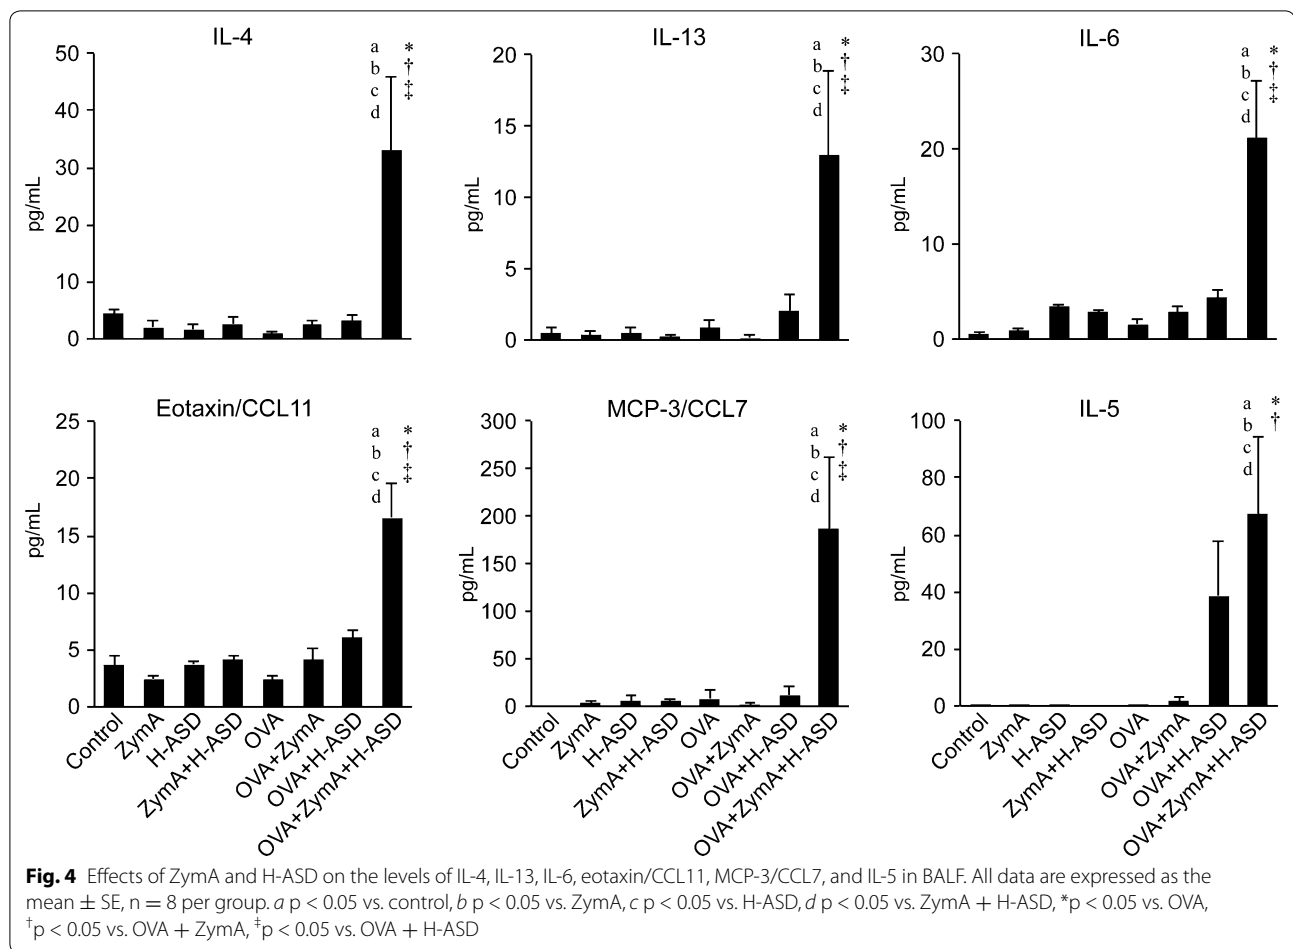 IL-4
50
40
30
20
10
0
pg/mL
a *
b †
c ‡
d
IL-13
20
15
10
5
0
pg/mL
a *
b †
c ‡
d
IL-6
30
20
10
0
pg/mL
a *
b †
c ‡
d
Eotaxin/CCL11
25
20
15
10
5
0
pg/mL
a *
b †
c ‡
d
Control
ZymA
H-ASD
ZymA+H-ASD
OVA
OVA+ZymA
OVA+H-ASD
OVA+ZymA+H-ASD
MCP-3/CCL7
300
250
200
150
100
50
0
pg/mL
a *
b †
c ‡
d
Control
ZymA
H-ASD
ZymA+H-ASD
OVA
OVA+ZymA
OVA+H-ASD
OVA+ZymA+H-ASD
IL-5
100
80
60
40
20
0
pg/mL
a *
b †
c
d
Control
ZymA
H-ASD
ZymA+H-ASD
OVA
OVA+ZymA
OVA+H-ASD
OVA+ZymA+H-ASD
Fig. 4 Effects of ZymA and H-ASD on the levels of IL-4, IL-13, IL-6, eotaxin/CCL11, MCP-3/CCL7, and IL-5 in BALF. All data are expressed as the
mean ± SE, n = 8 per group. a p < 0.05 vs. control, b p < 0.05 vs. ZymA, c p < 0.05 vs. H-ASD, d p < 0.05 vs. ZymA + H-ASD, *p < 0.05 vs. OVA,
†p < 0.05 vs. OVA + ZymA, ‡p < 0.05 vs. OVA + H-ASD